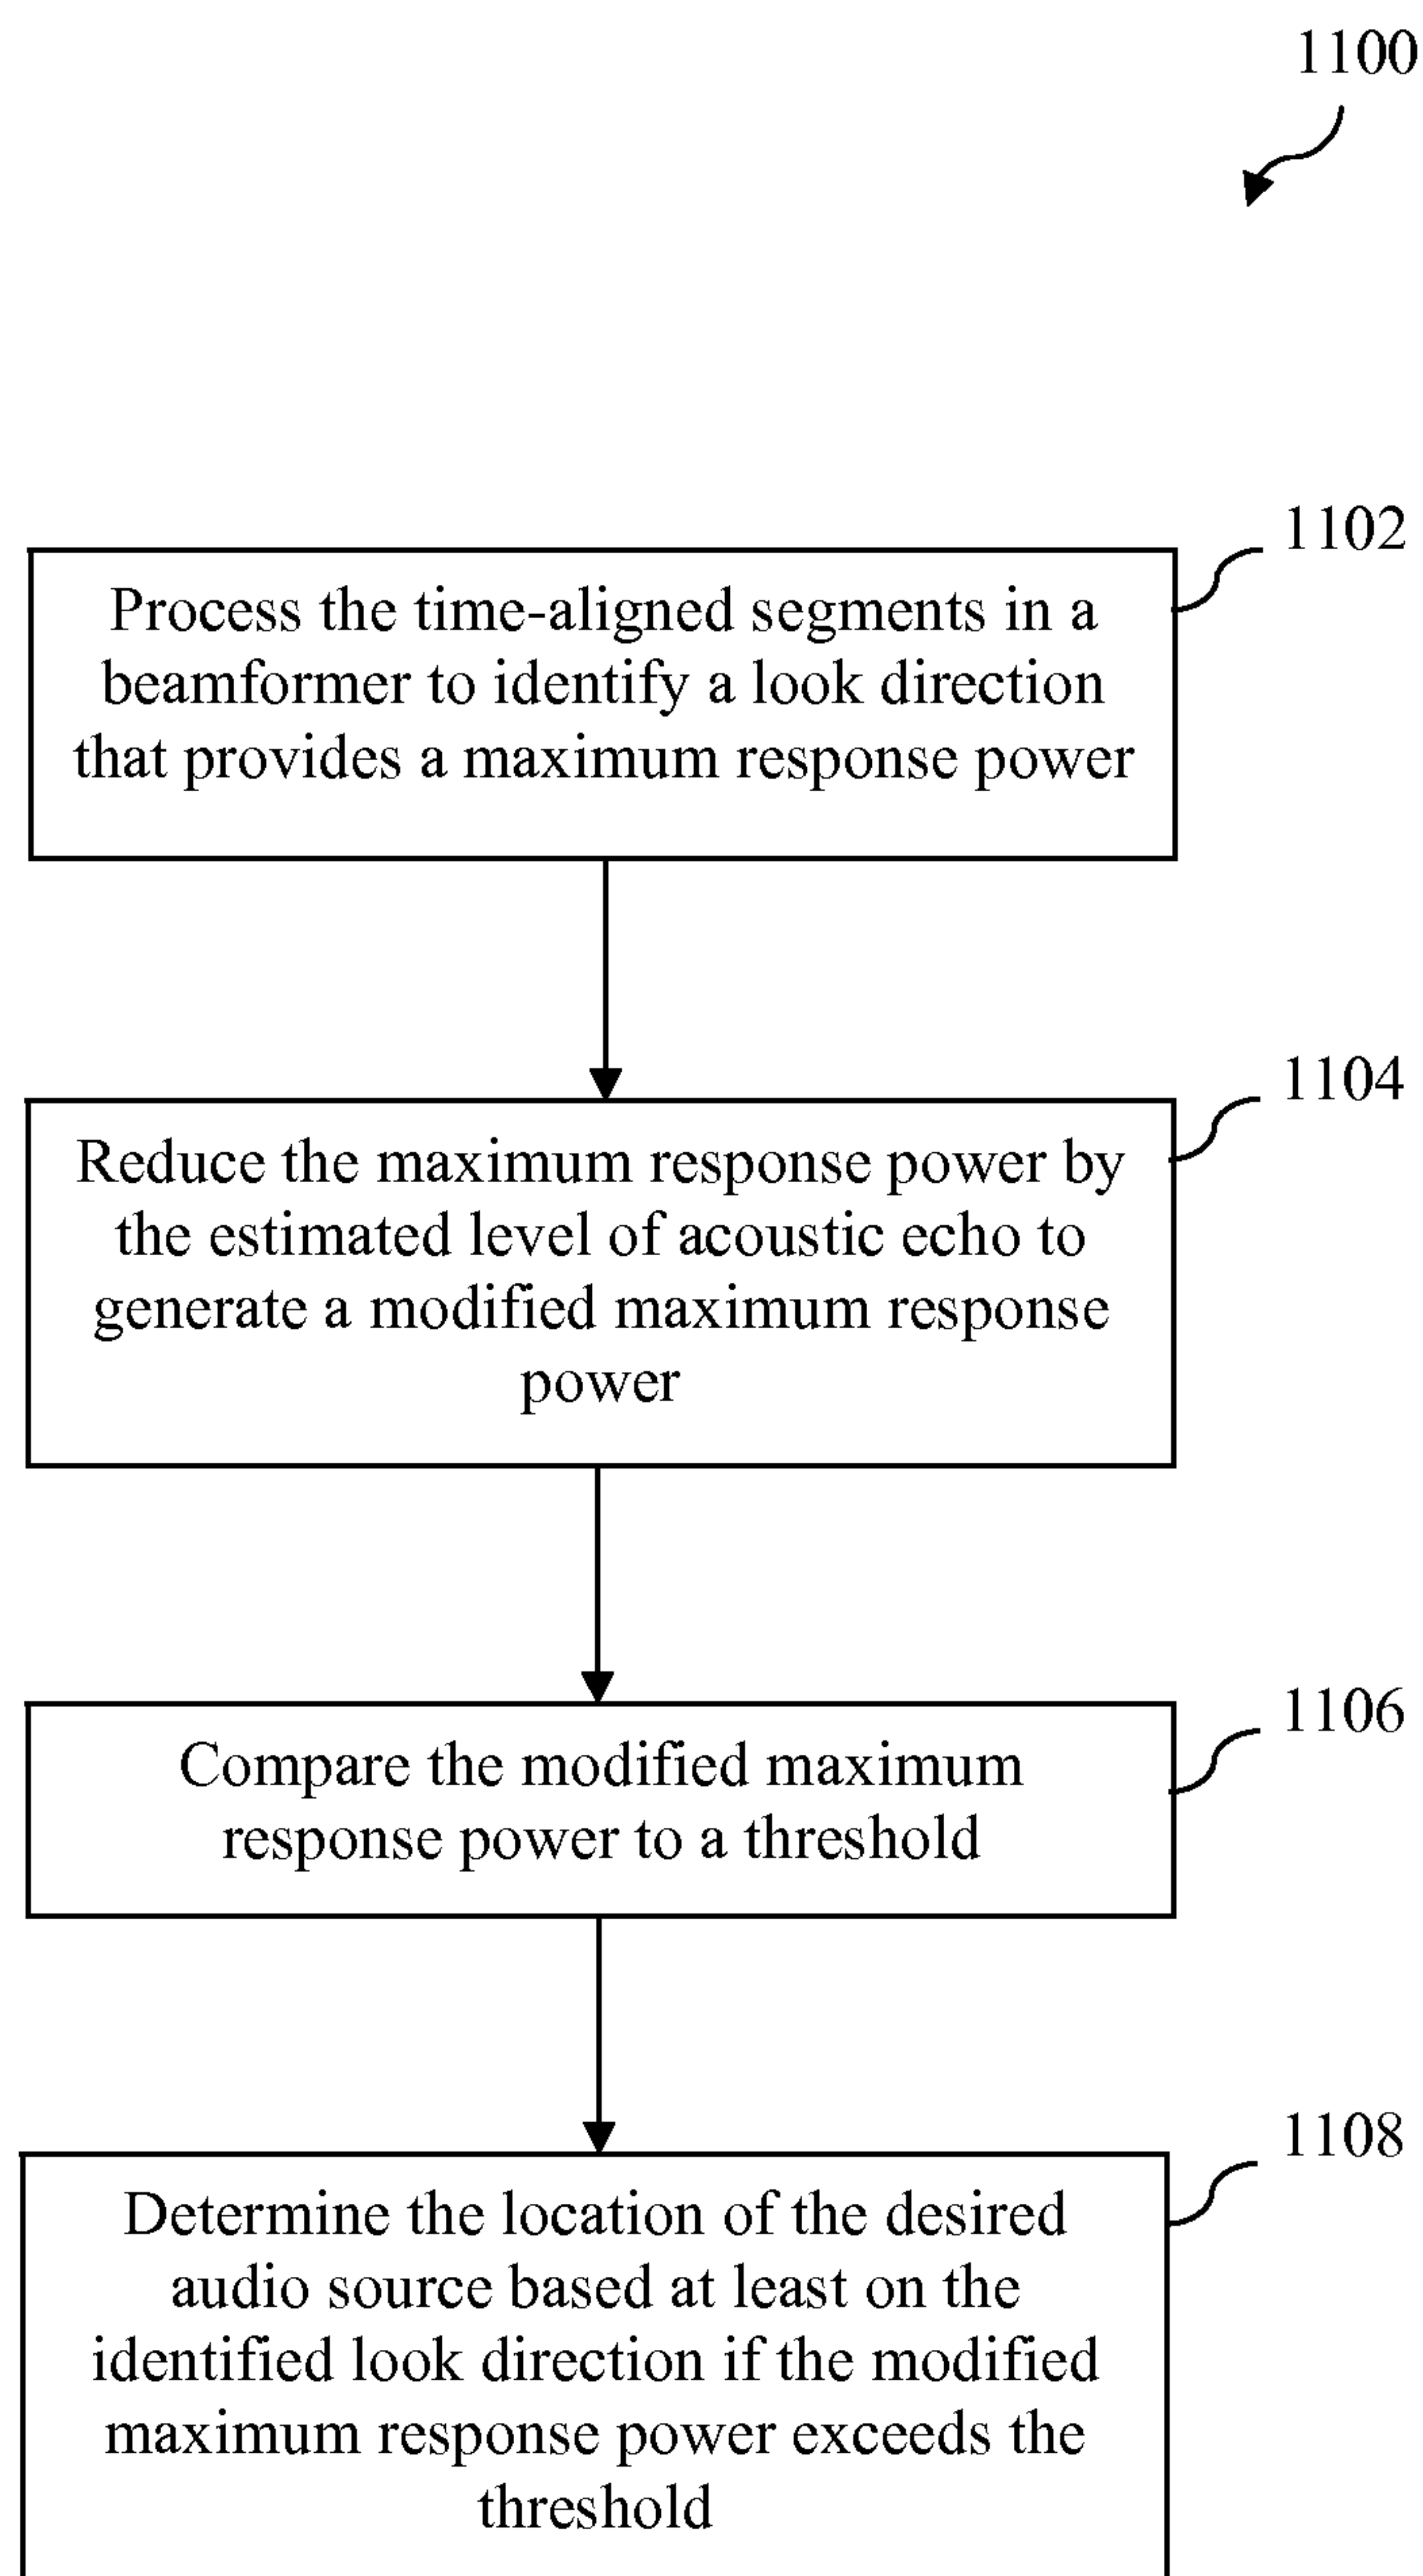 1100
1102
Process the time-aligned segments in a
beamformer to identify a look direction
that provides a maximum response power
1104
Reduce the maximum response power by
the estimated level of acoustic echo to
generate a modified maximum response
power
1106
Compare the modified maximum
response power to a threshold
1108
Determine the location of the desired
audio source based at least on the
identified look direction if the modified
maximum response power exceeds the
threshold